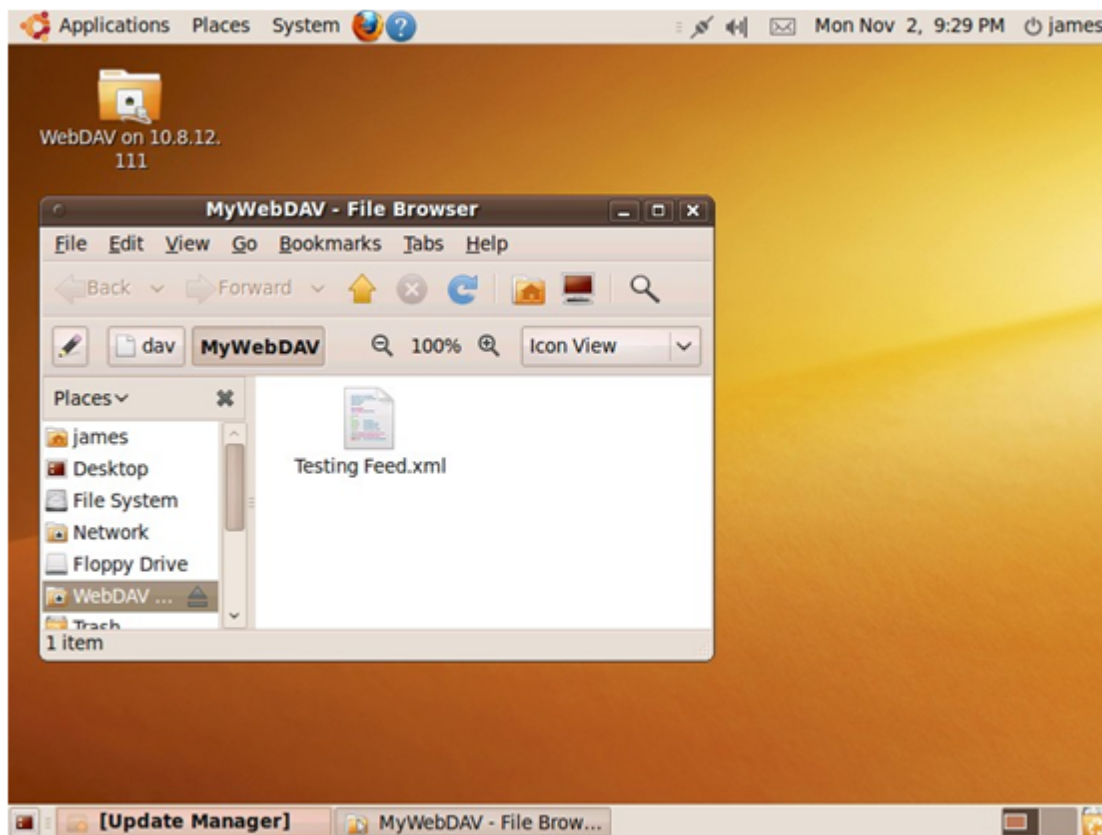 Applications Places System ? Mon Nov 2, 9:29 PM james
WebDAV on 10.8.12.
111
MyWebDAV - File Browser
File Edit View Go Bookmarks Tabs Help
Back Forward
dav MyWebDAV 100% Icon View
Places
james
Desktop
File System
Network
Floppy Drive
WebDAV ...
Trash
Testing Feed.xml
1 item
[Update Manager] MyWebDAV - File Brow...